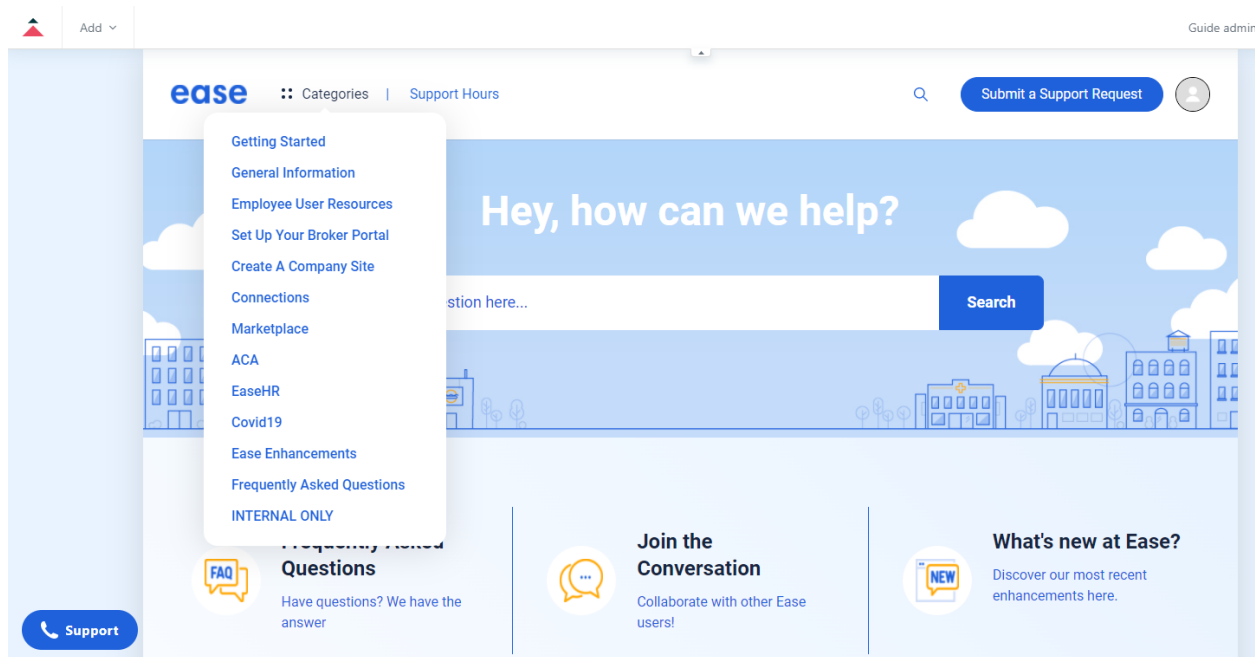 Add
Guide admin
ease
Categories | Support Hours
Submit a Support Request
Getting Started
General Information
Employee User Resources
Set Up Your Broker Portal
Create A Company Site
Connections
Marketplace
ACA
EaseHR
Covid19
Ease Enhancements
Frequently Asked Questions
INTERNAL ONLY
Hey, how can we help?
stion here...
Search
Frequently Asked
Questions
Have questions? We have the
answer
FAQ
Join the
Conversation
Collaborate with other Ease
users!
What's new at Ease?
Discover our most recent
enhancements here.
NEW
Support